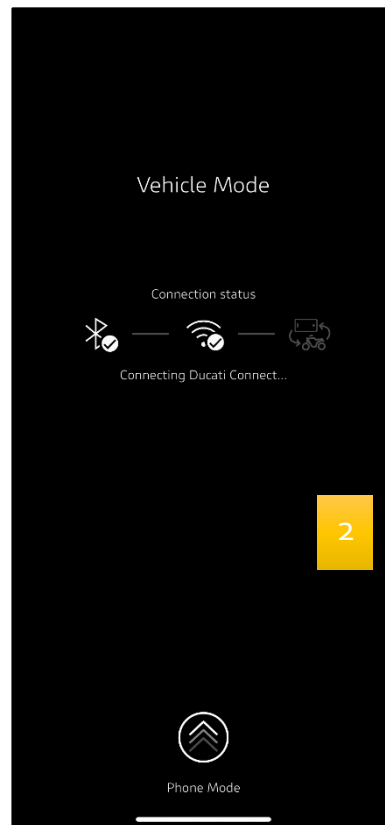 Vehicle Mode
Connection status
Connecting Ducati Connect...
2
Phone Mode